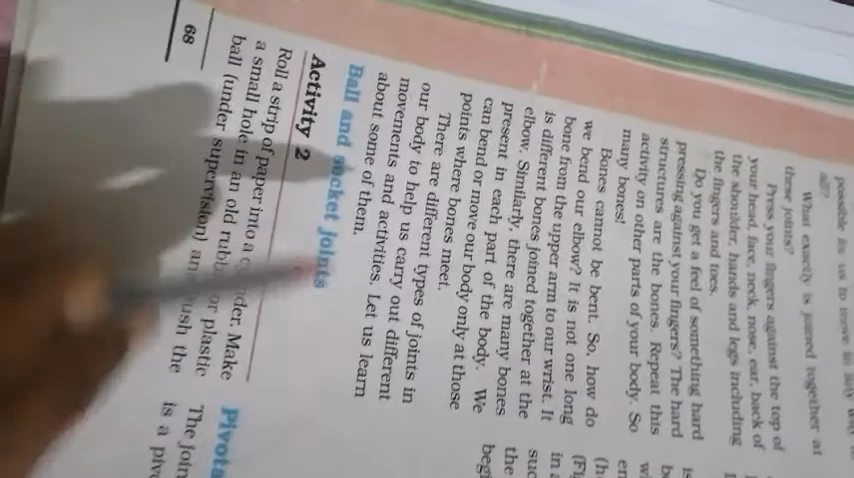 possible for us to move in any way
all?
What exactly is joined together at
these joints?
Press your fingers against the top of
your head, face, neck, nose, ear, back of
the shoulder, hands and legs including
the fingers and toes.
Do you get a feel of something hard
pressing against your fingers? The hard
structures are the bones. Repeat this
activity on other parts of your body. So
many bones!
Bones cannot be bent. So, how do
we bend our elbow? It is not one long
bone from the upper arm to our wrist. It
is different bones joined together at the
elbow. Similarly, there are many bones
present in each part of the body. We
can bend or move our body only at those
points where bones meet.
There are different types of joints in
our body to help us carry out different
movements and activities. Let us learn
about some of them.
Ball and socket joints
Activity 2
Roll a strip of paper into a c nder. Make
a small hole in an old rubb or plastic
ball (under supervision) an ush the
68
Pivota
The join
is a piv